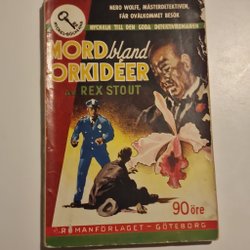 NERO WOLFE, MÄSTERDETEKTIVEN,
FÅR OVÄLKOMMET BESÖK
NYCKELN TILL DEN GODA DETEKTIVROMANEN
MORD bland
ORKIDÉER
AV REX STOUT
90 öre
ROMANFÖRLAGET - GÖTEBORG